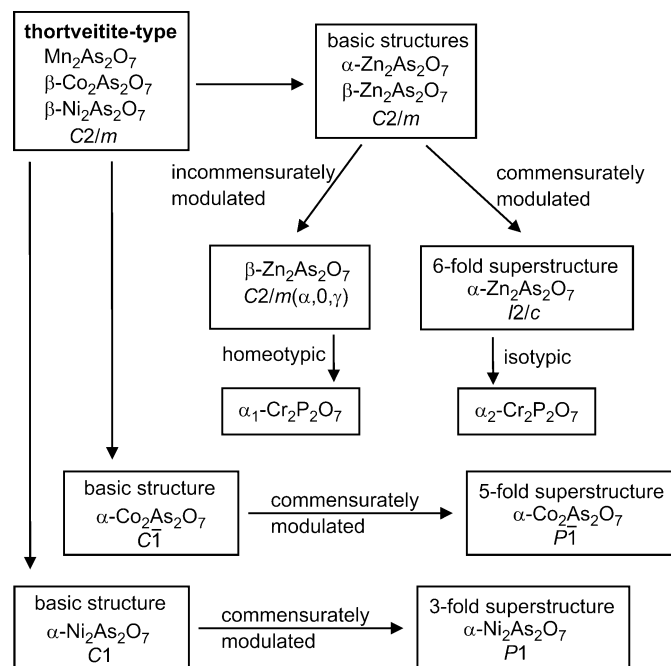 thortveitite-type
Mn₂As₂O₇
β-Co₂As₂O₇
β-Ni₂As₂O₇
C2/m
basic structures
α-Zn₂As₂O₇
β-Zn₂As₂O₇
C2/m
incommensurately
modulated
commensurately
modulated
β-Zn₂As₂O₇
C2/m(α,0,γ)
6-fold superstructure
α-Zn₂As₂O₇
I2/c
homeotypic
isotypic
α₁-Cr₂P₂O₇
α₂-Cr₂P₂O₇
basic structure
α-Co₂As₂O₇
C1̅
commensurately
modulated
5-fold superstructure
α-Co₂As₂O₇
P1̅
basic structure
α-Ni₂As₂O₇
C1
commensurately
modulated
3-fold superstructure
α-Ni₂As₂O₇
P1